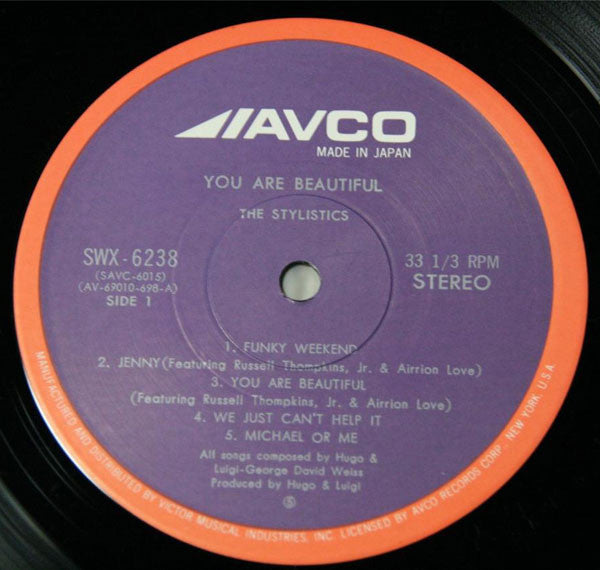 AVCO
MADE IN JAPAN
YOU ARE BEAUTIFUL
THE STYLISTICS
SWX-6238
(SAVC-6015)
(AV-69010-698-A)
SIDE 1
33 1/3 RPM
STEREO
1. FUNKY WEEKEND
2. JENNY(Featuring Russell Thompkins, Jr. & Airrion Love)
3. YOU ARE BEAUTIFUL
(Featuring Russell Thompkins, Jr. & Airrion Love)
4. WE JUST CAN'T HELP IT
5. MICHAEL OR ME
All songs composed by Hugo &
Luigi-George David Weiss
Produced by Hugo & Luigi
Ⓢ
MANUFACTURED AND DISTRIBUTED BY VICTOR MUSICAL INDUSTRIES, INC. LICENSED BY AVCO RECORDS CORP., NEW YORK, U.S.A.